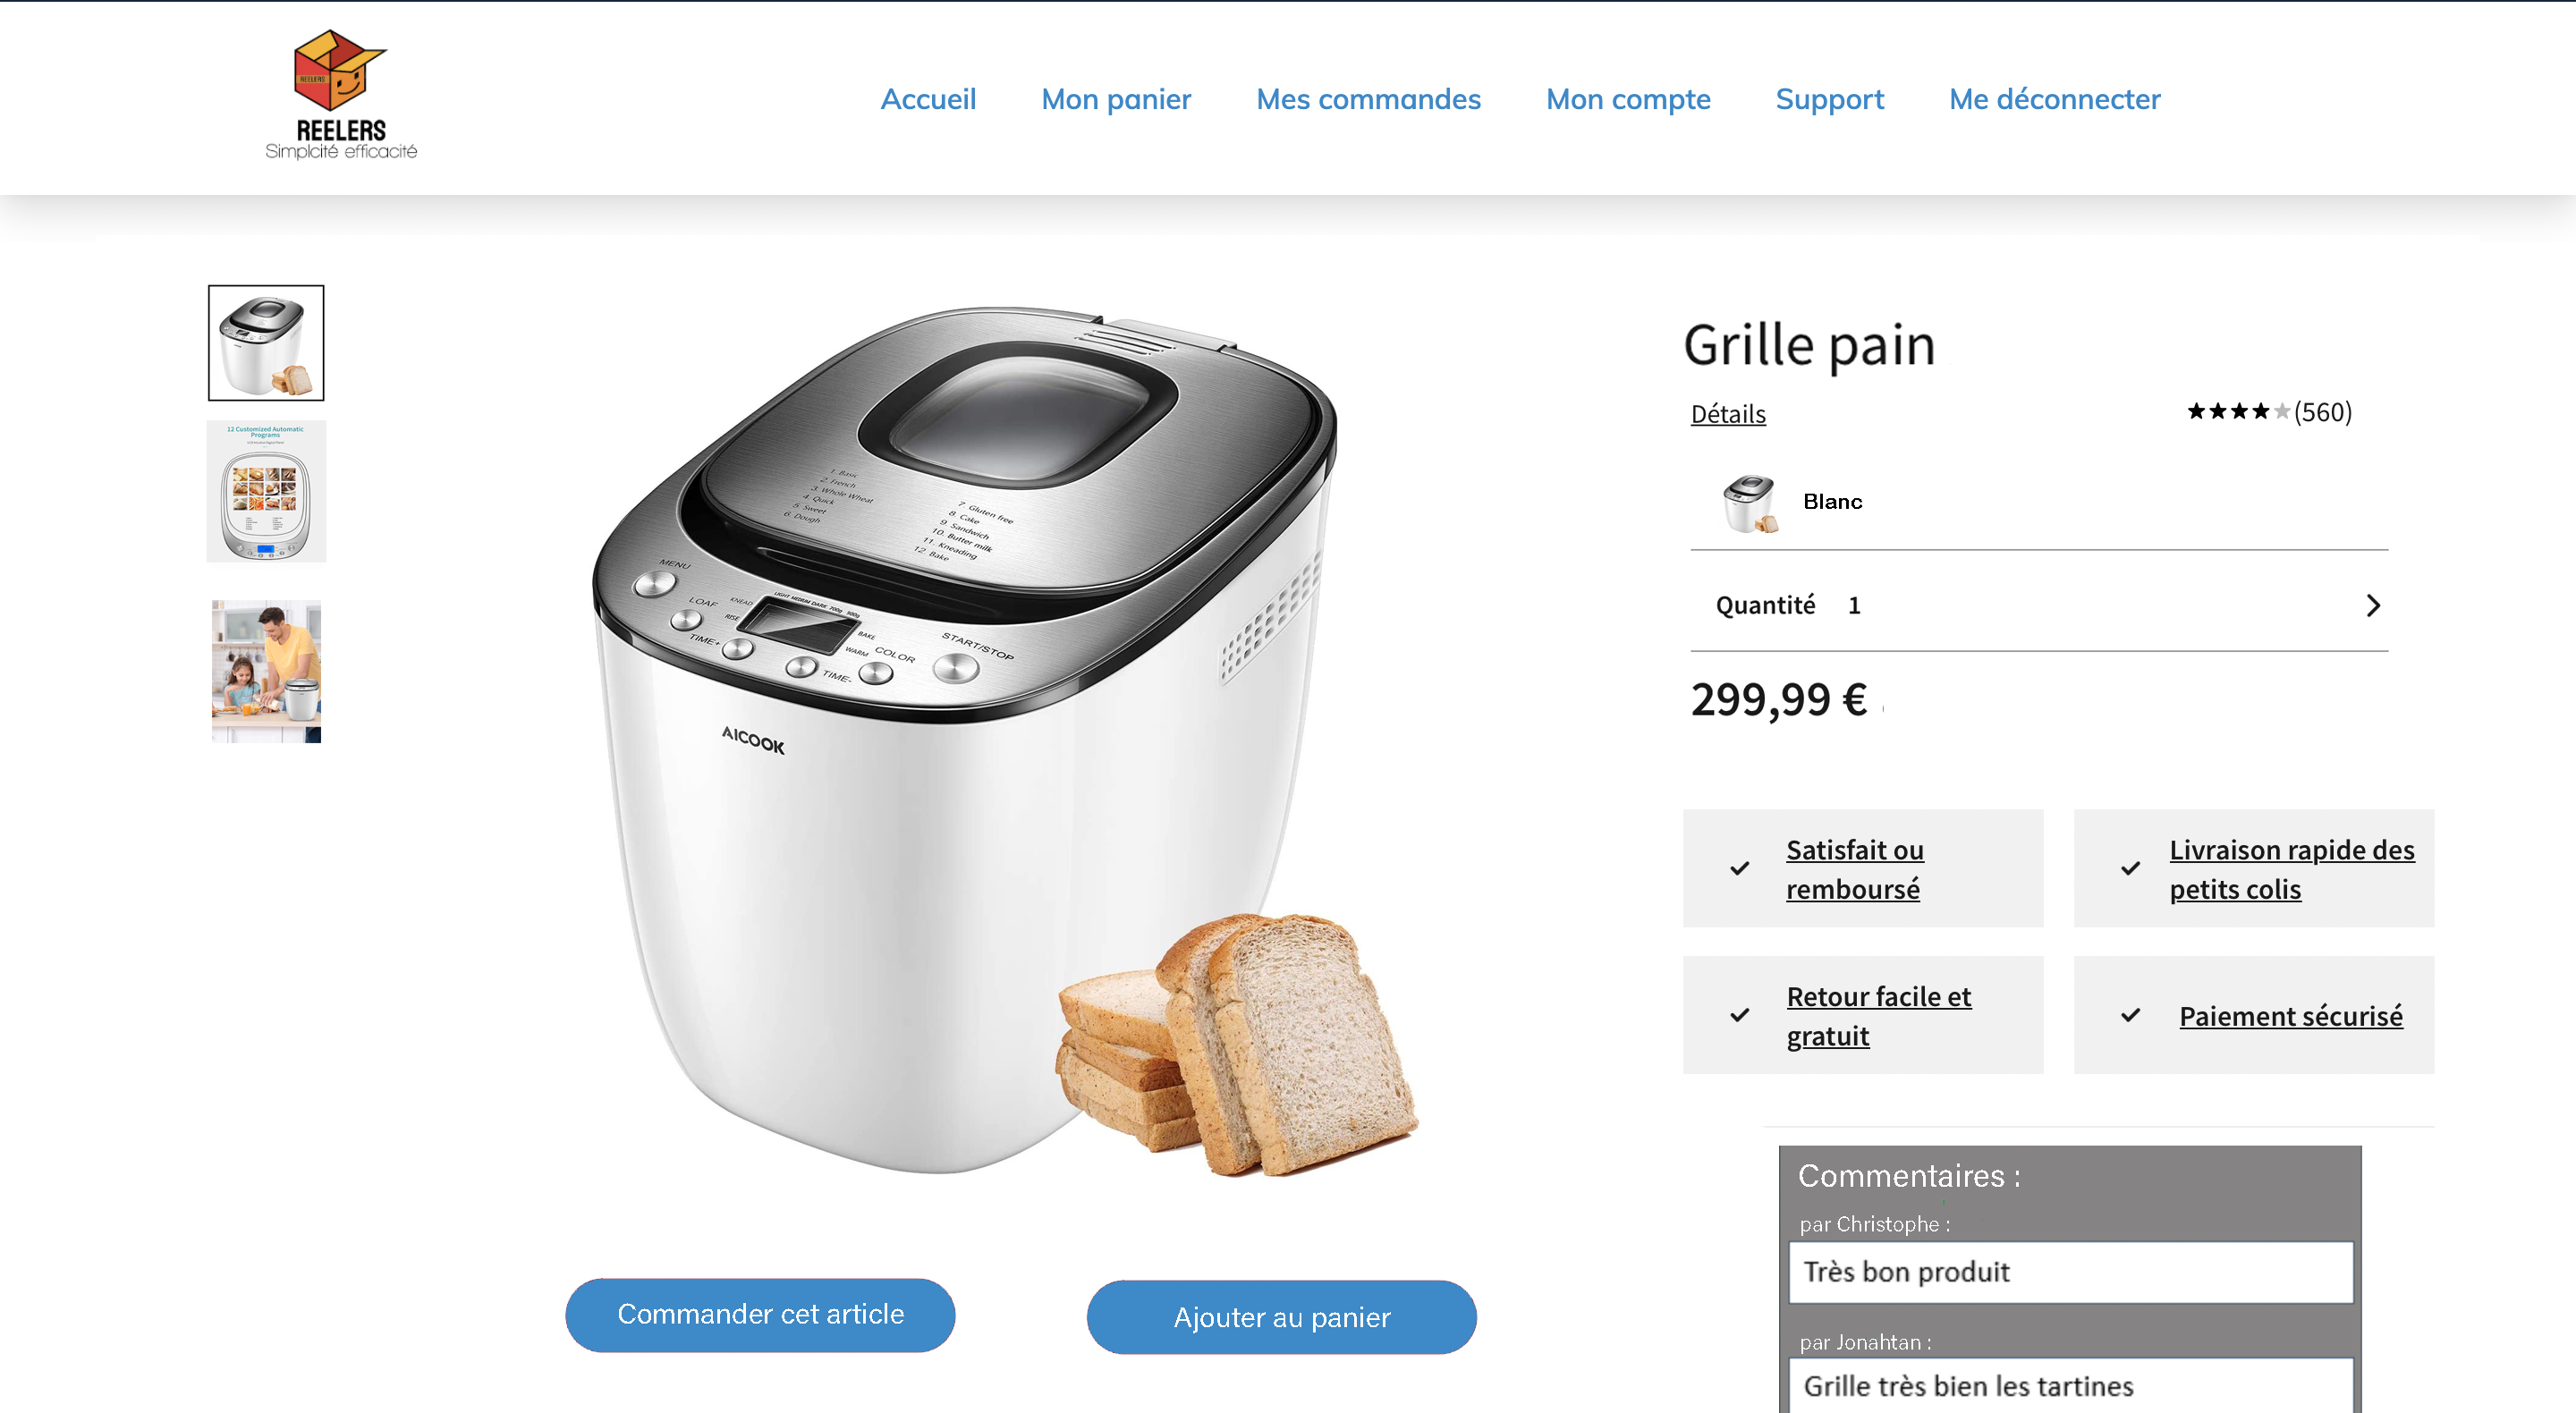 REELERS
REELERS
Simplcité efficacité
Accueil
Mon panier
Mes commandes
Mon compte
Support
Me déconnecter
12 Customized Automatic
Programs
1. Basic
2. French
3. Whole Wheat
4. Quick
5. Sweet
6. Dough
7. Gluten free
8. Cake
9. Sandwich
10. Butter milk
11. Kneading
12. Bake
MENU
LOAF
TIME+
KNEAD
RISE
LIGHT MEDIUM DARK 700g 900g
BAKE
WARM
COLOR
TIME-
START/STOP
AICOOK
Grille pain
Détails
(560)
Blanc
Quantité 1
299,99 €
Satisfait ou
remboursé
Livraison rapide des
petits colis
Retour facile et
gratuit
Paiement sécurisé
Commentaires :
par Christophe :
Très bon produit
par Jonahtan :
Grille très bien les tartines
Commander cet article
Ajouter au panier